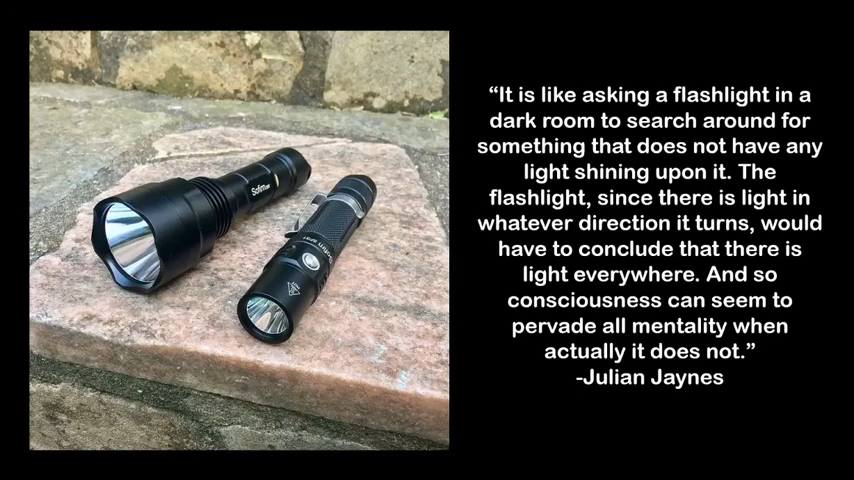 “It is like asking a flashlight in a
dark room to search around for
something that does not have any
light shining upon it. The
flashlight, since there is light in
whatever direction it turns, would
have to conclude that there is
light everywhere. And so
consciousness can seem to
pervade all mentality when
actually it does not.”
-Julian Jaynes
Sofirn